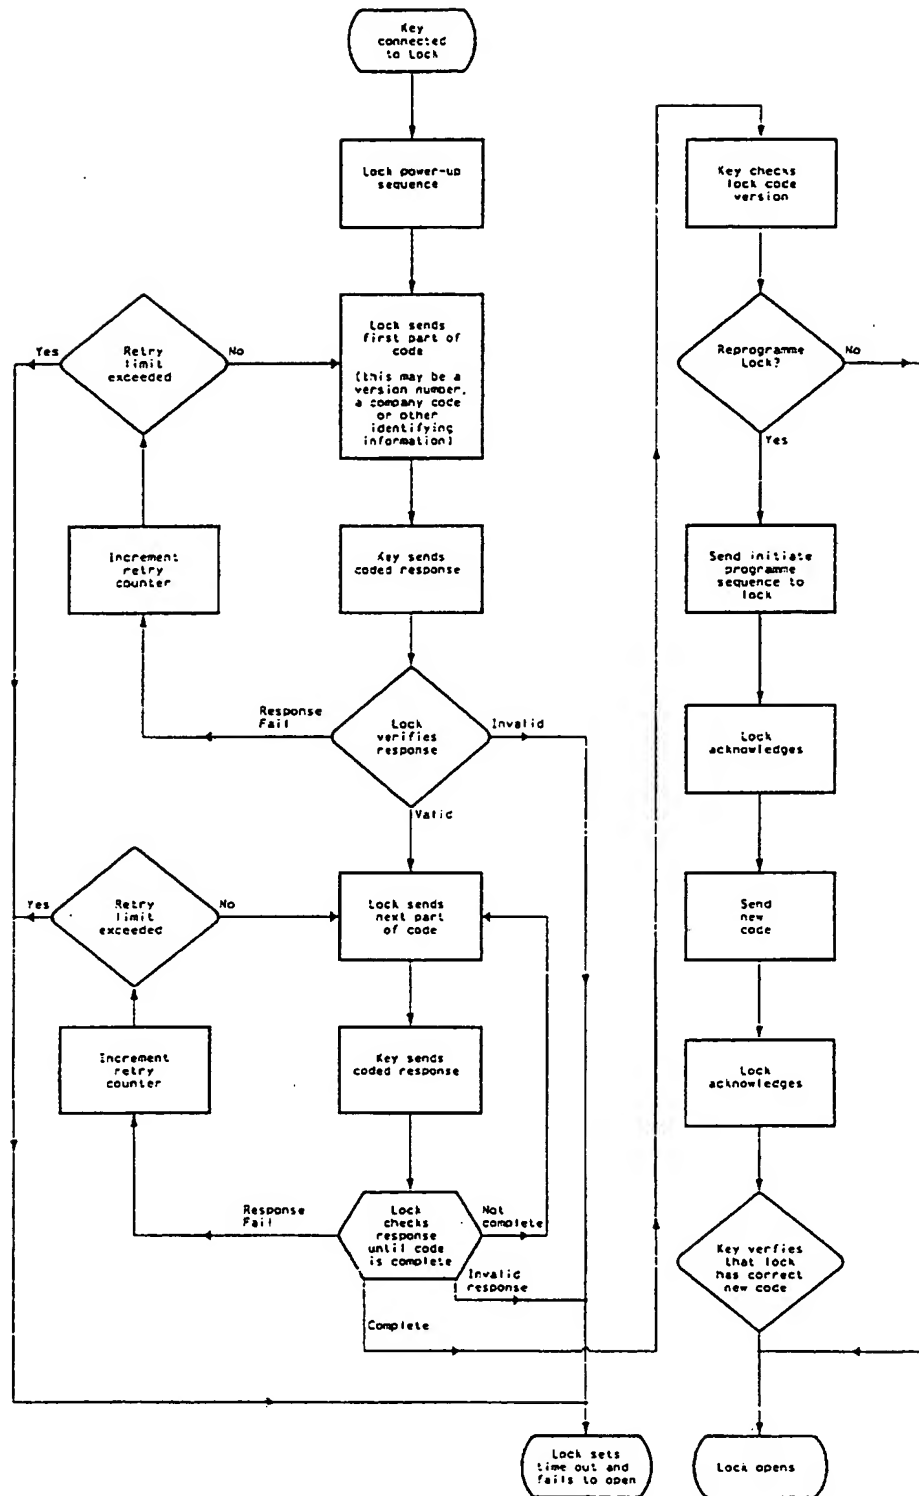 Key
connected
to Lock
Lock power-up
sequence
Lock sends
first part of
code
(this may be a
version number,
a company code
or other
identifying
information)
Yes
Retry
limit
exceeded
No
Increment
retry
counter
Key sends
coded response
Response
Fail
Lock
verifies
response
Invalid
Valid
Yes
Retry
limit
exceeded
No
Lock sends
next part
of code
Increment
retry
counter
Key sends
coded response
Response
Fail
Lock
checks
response
until code
is complete
Not
complete
Invalid
response
Complete
Lock sets
time out and
fails to open
Key checks
lock code
version
Reprogramme
Lock?
No
Yes
Send initiate
programme
sequence to
lock
Lock
acknowledges
Send
new
code
Lock
acknowledges
Key verfies
that lock
has correct
new code
Lock opens